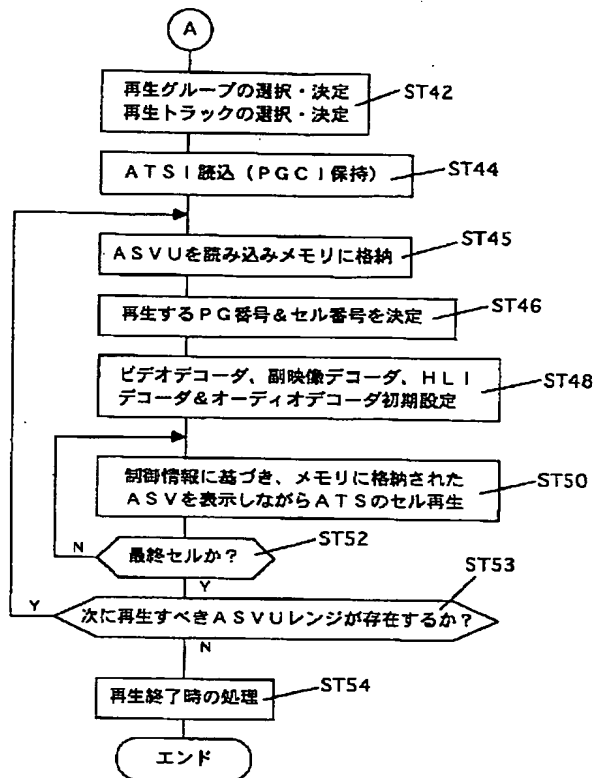 A
再生グループの選択・決定
再生トラックの選択・決定
ST42
ATSI読込(PGCI保持)
ST44
ASVUを読み込みメモリに格納
ST45
再生するPG番号&セル番号を決定
ST46
ビデオデコーダ、副映像デコーダ、HLI
デコーダ&オーディオデコーダ初期設定
ST48
制御情報に基づき、メモリに格納された
ASVを表示しながらATSのセル再生
ST50
最終セルか?
ST52
N
Y
次に再生すべきASVUレンジが存在するか?
ST53
Y
N
再生終了時の処理
ST54
エンド